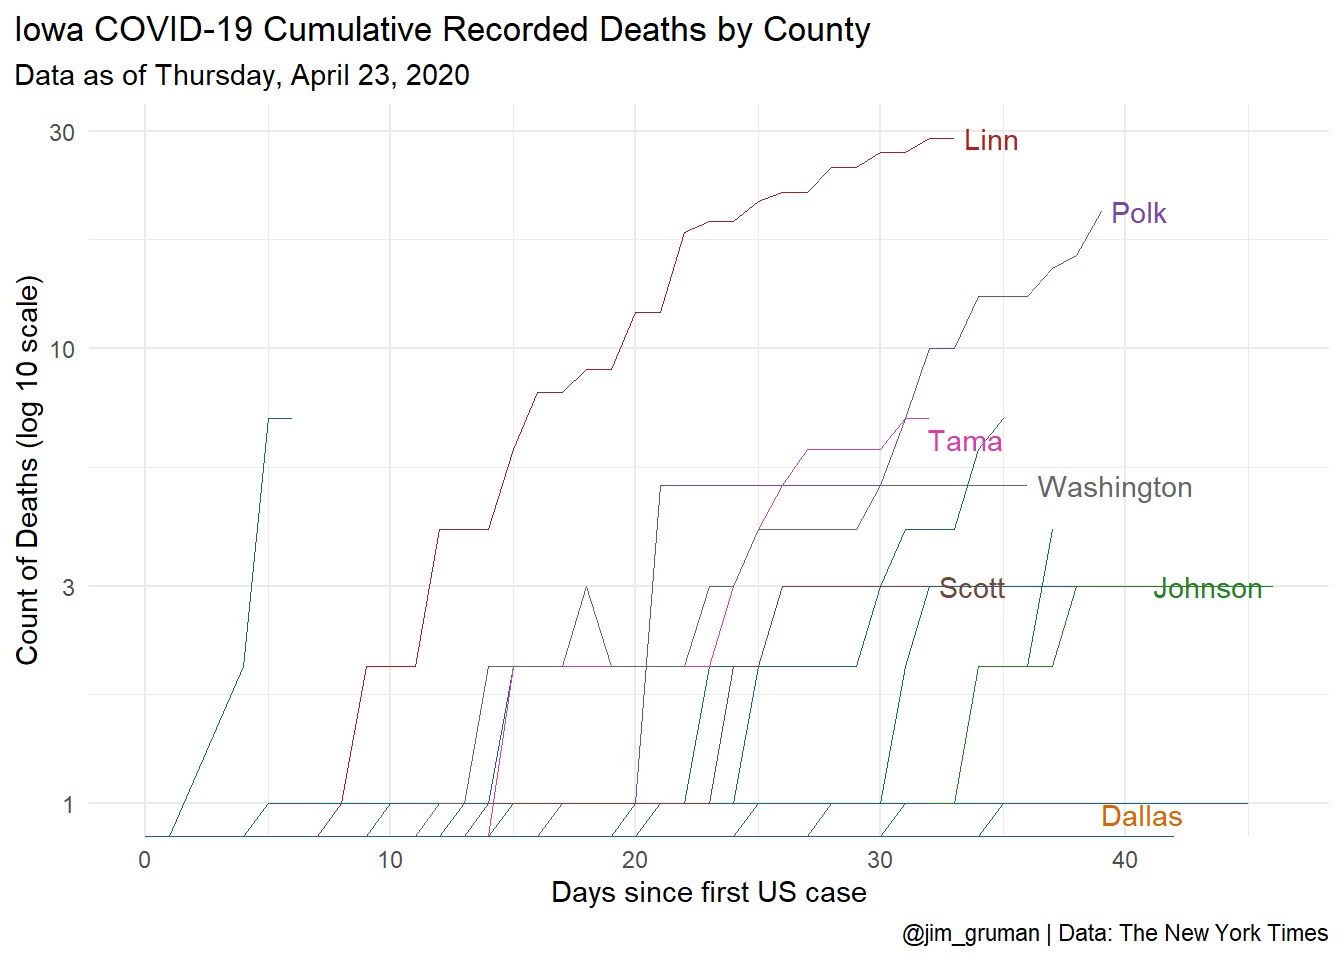 Iowa COVID-19 Cumulative Recorded Deaths by County
Data as of Thursday, April 23, 2020
Count of Deaths (log 10 scale)
30
10
3
1
Linn
Polk
Tama
Washington
Scott
Johnson
Dallas
0
10
20
30
40
Days since first US case
@jim_gruman | Data: The New York Times